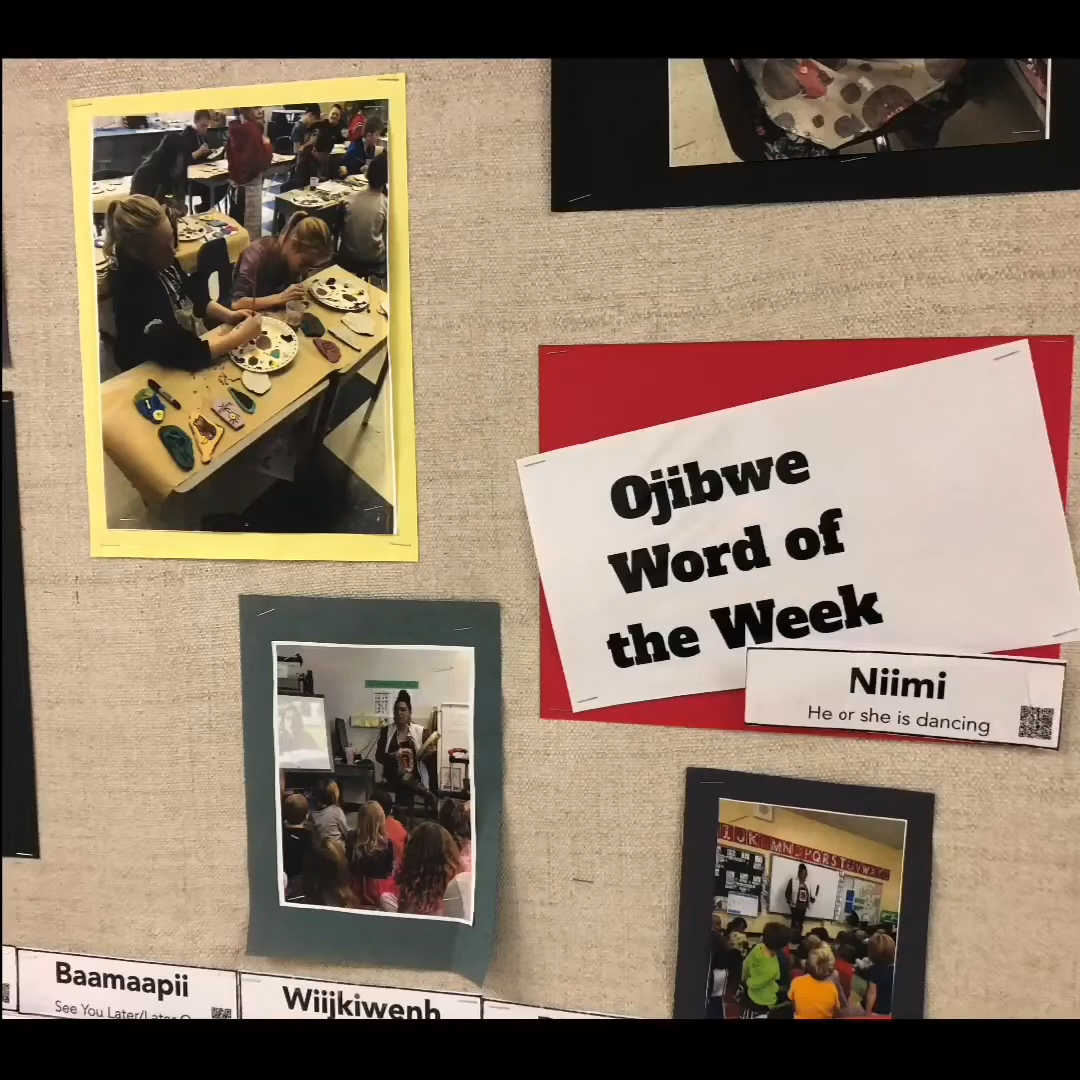 Ojibwe
Word of
the Week
Niimi
He or she is dancing
Baamaapii
See You Later/Later
Wiijkiwenh